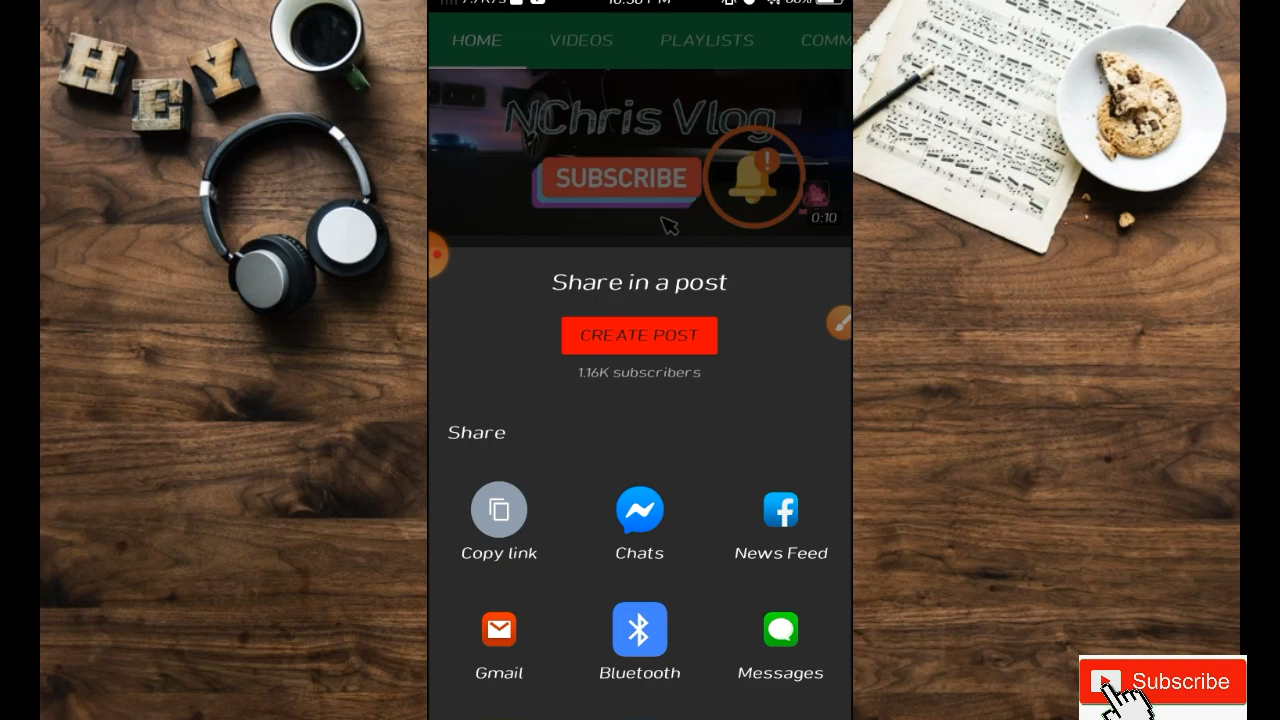 HEY
HOME VIDEOS PLAYLISTS COMM
NChris Vlog
SUBSCRIBE
0:10
Share in a post
CREATE POST
1.16K subscribers
Share
Copy link Chats News Feed
Gmail Bluetooth Messages
Subscribe